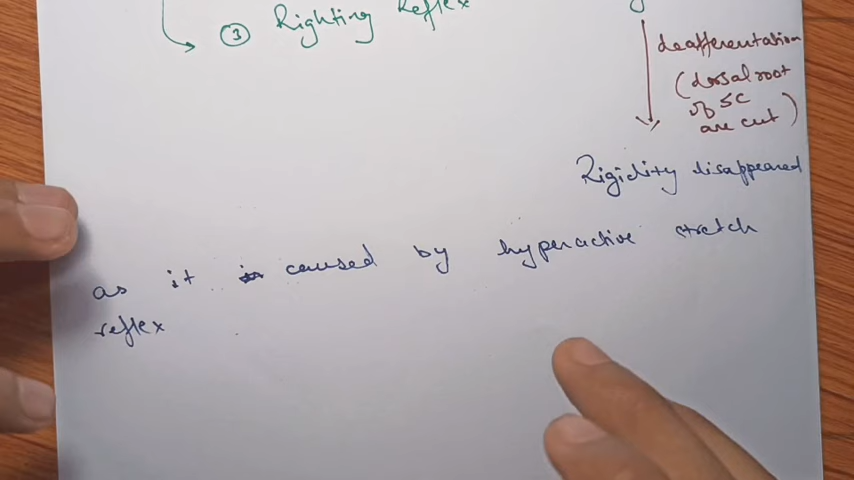 ③ Righting Reflex
deafferentation
(dorsal root
of SC
are cut)
Rigidity disappeared
as it is caused by hyperactive stretch
reflex